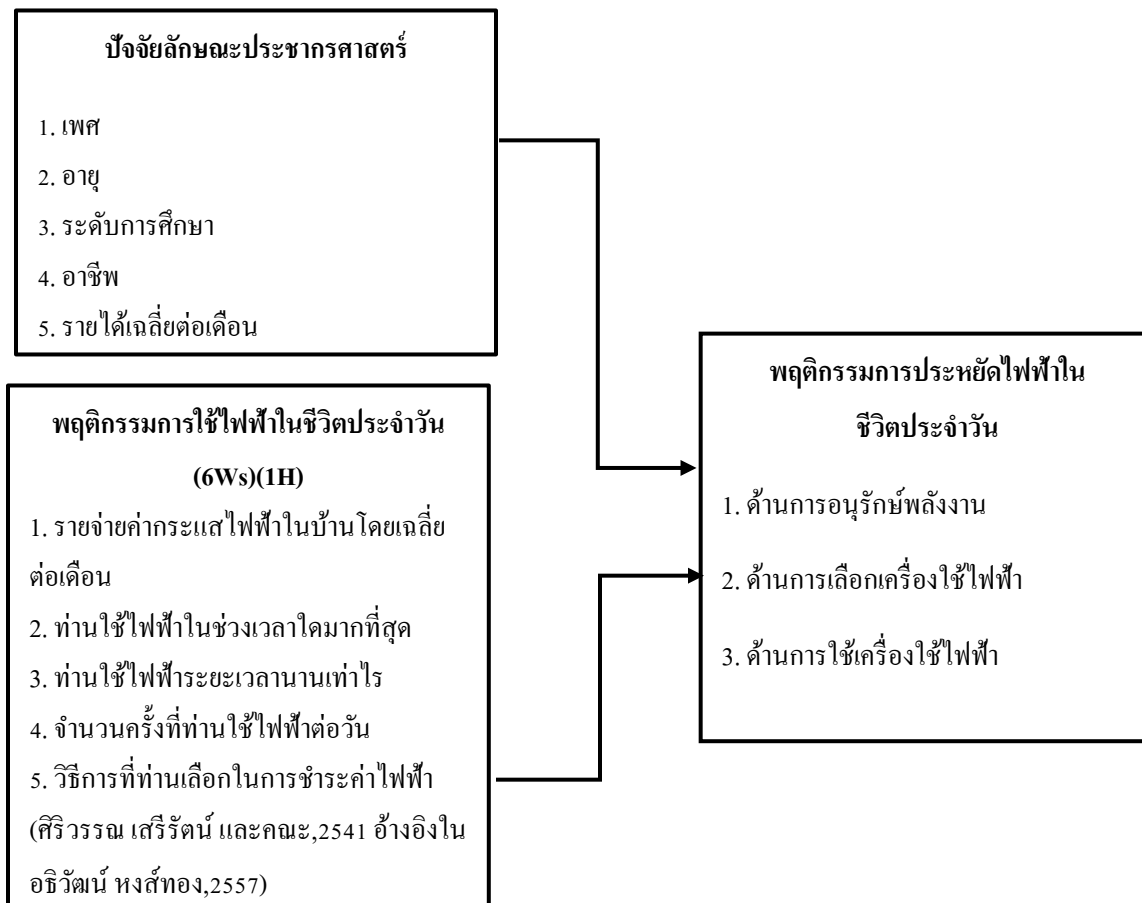 ปัจจัยลักษณะประชากรศาสตร์
1. เพศ
2. อายุ
3. ระดับการศึกษา
4. อาชีพ
5. รายได้เฉลี่ยต่อเดือน
พฤติกรรมการใช้ไฟฟ้าในชีวิตประจำวัน
(6Ws)(1H)
1. รายจ่ายค่ากระแสไฟฟ้าในบ้านโดยเฉลี่ย
ต่อเดือน
2. ท่านใช้ไฟฟ้าในช่วงเวลาใดมากที่สุด
3. ท่านใช้ไฟฟ้าระยะเวลานานเท่าไร
4. จำนวนครั้งที่ท่านใช้ไฟฟ้าต่อวัน
5. วิธีการที่ท่านเลือกในการชำระค่าไฟฟ้า
(ศิริวรรณ เสรีรัตน์ และคณะ,2541 อ้างอิงใน
อธิวัฒน์ หงส์ทอง,2557)
พฤติกรรมการประหยัดไฟฟ้าใน
ชีวิตประจำวัน
1. ด้านการอนุรักษ์พลังงาน
2. ด้านการเลือกเครื่องใช้ไฟฟ้า
3. ด้านการใช้เครื่องใช้ไฟฟ้า